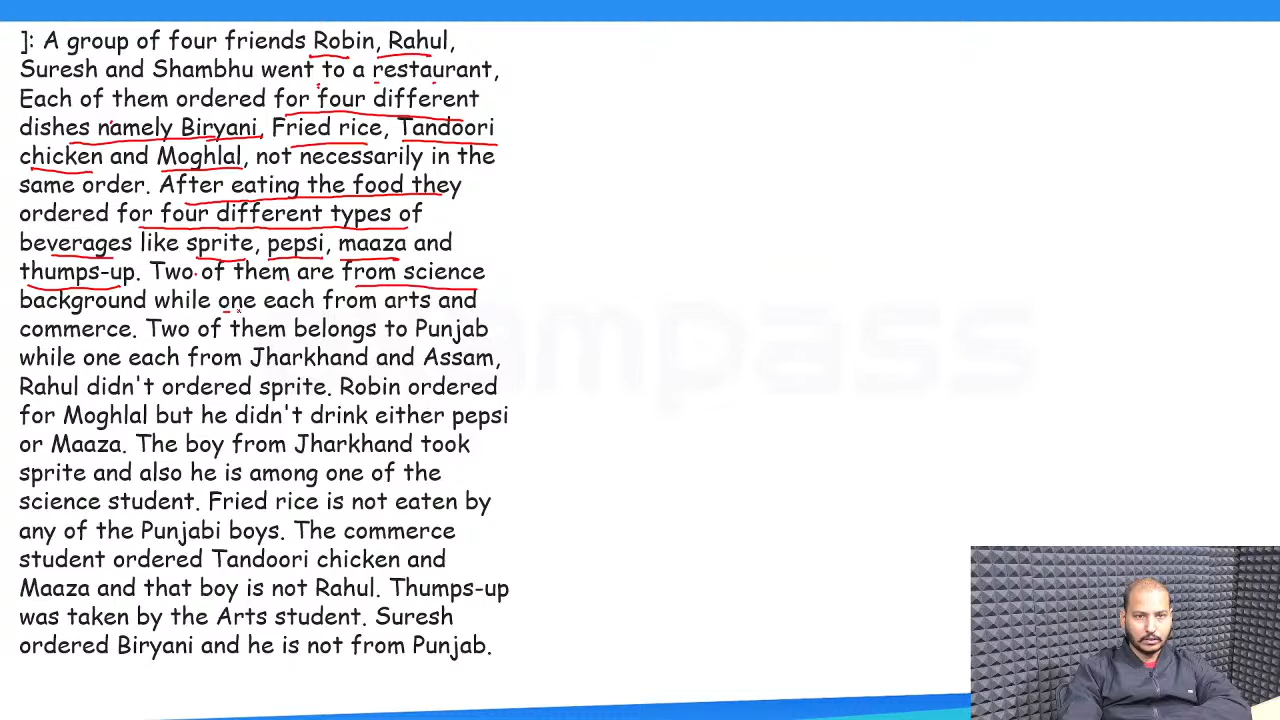 ]: A group of four friends Robin, Rahul,
Suresh and Shambhu went to a restaurant,
Each of them ordered for four different
dishes namely Biryani, Fried rice, Tandoori
chicken and Moghlal, not necessarily in the
same order. After eating the food they
ordered for four different types of
beverages like sprite, pepsi, maaza and
thumps-up. Two of them are from science
background while one each from arts and
commerce. Two of them belongs to Punjab
while one each from Jharkhand and Assam,
Rahul didn't ordered sprite. Robin ordered
for Moghlal but he didn't drink either pepsi
or Maaza. The boy from Jharkhand took
sprite and also he is among one of the
science student. Fried rice is not eaten by
any of the Punjabi boys. The commerce
student ordered Tandoori chicken and
Maaza and that boy is not Rahul. Thumps-up
was taken by the Arts student. Suresh
ordered Biryani and he is not from Punjab.